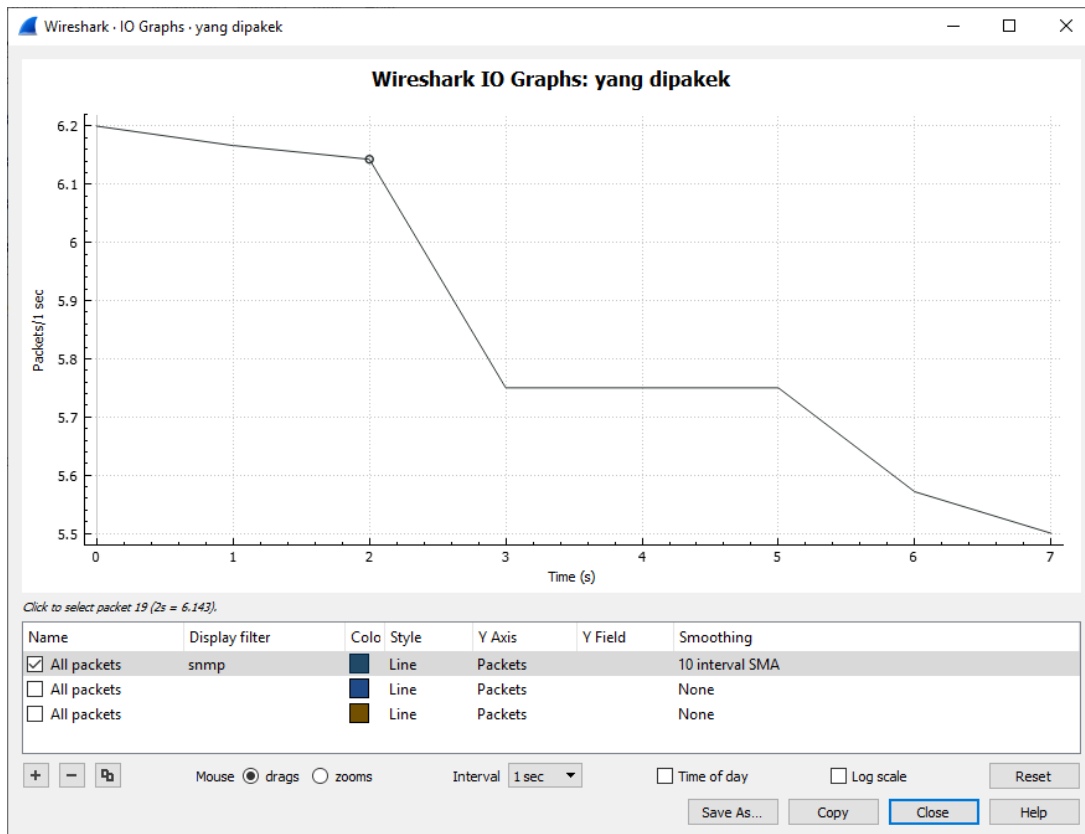 Wireshark · IO Graphs · yang dipakek
Wireshark IO Graphs: yang dipakek
6.2
6.1
6
5.9
5.8
5.7
5.6
5.5
Packets/1 sec
0 1 2 3 4 5 6 7
Time (s)
Click to select packet 19 (2s = 6.143).
Name Display filter Colo Style Y Axis Y Field Smoothing
All packets snmp Line Packets 10 interval SMA
All packets Line Packets None
All packets Line Packets None
Mouse drags zooms Interval 1 sec Time of day Log scale Reset
Save As... Copy Close Help